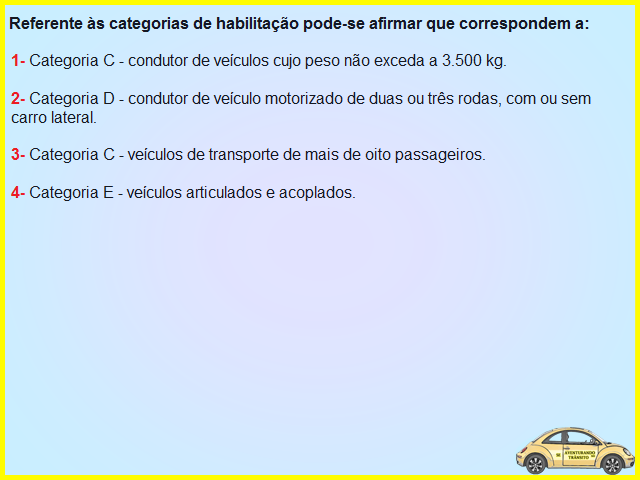 Referente às categorias de habilitação pode-se afirmar que correspondem a:
1- Categoria C - condutor de veículos cujo peso não exceda a 3.500 kg.
2- Categoria D - condutor de veículo motorizado de duas ou três rodas, com ou sem
carro lateral.
3- Categoria C - veículos de transporte de mais de oito passageiros.
4- Categoria E - veículos articulados e acoplados.
AVENTURANDO
TRÂNSITO